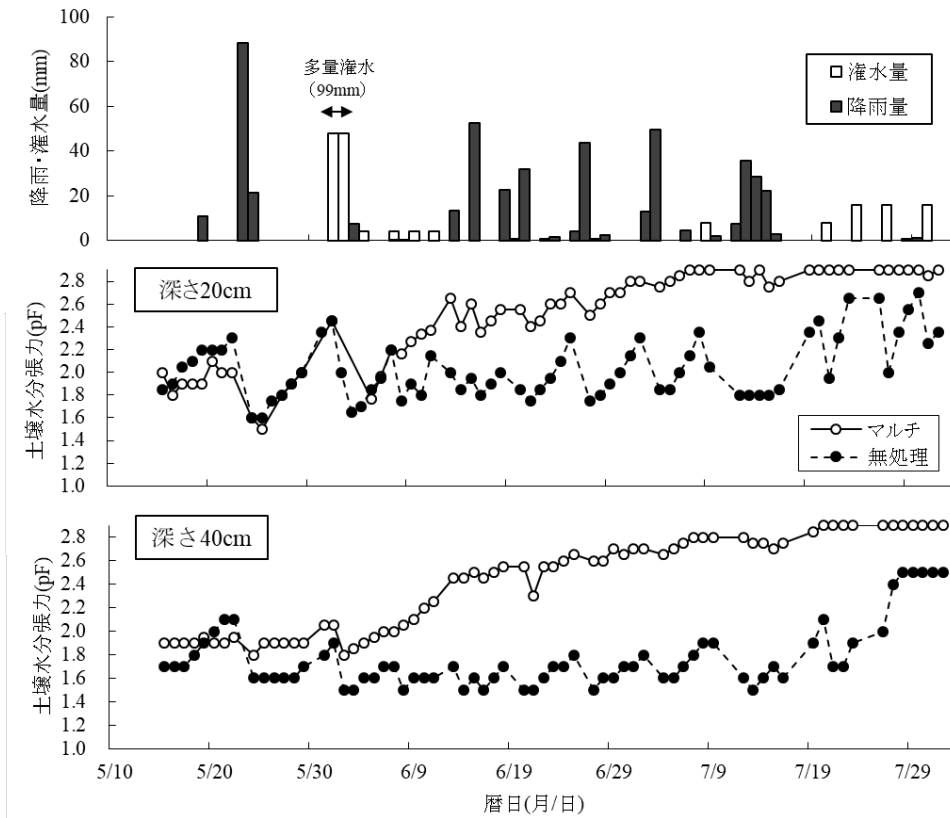 100
80
60
40
20
0
降雨・潅水量(mm)
多量潅水
(99mm)
潅水量
降雨量
深さ20cm
2.8
2.6
2.4
2.2
2.0
1.8
1.6
1.4
1.2
1.0
土壌水分張力(pF)
マルチ
無処理
深さ40cm
2.8
2.6
2.4
2.2
2.0
1.8
1.6
1.4
1.2
1.0
土壌水分張力(pF)
5/10 5/20 5/30 6/9 6/19 6/29 7/9 7/19 7/29
暦日(月/日)